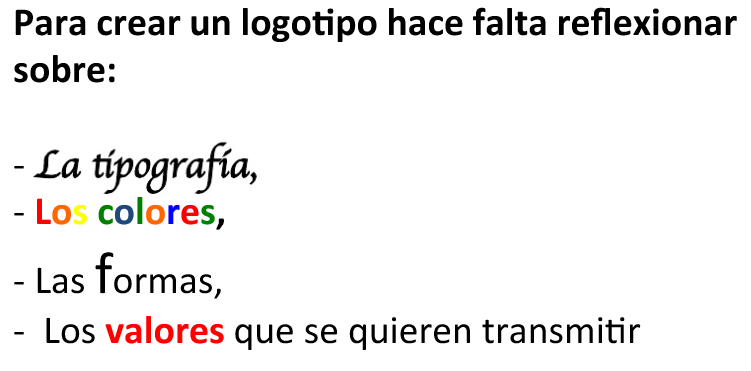 Para crear un logotipo hace falta reflexionar
sobre:
- La tipografía,
- Los colores,
- Las formas,
- Los valores que se quieren transmitir